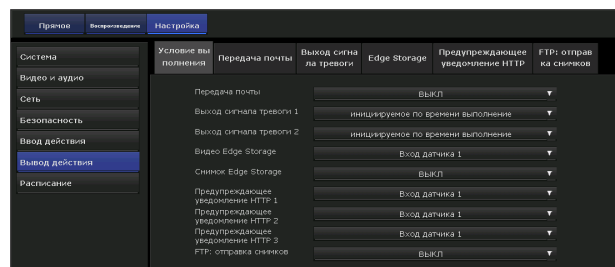 Прямое Воспроизведение Настройка
Система
Видео и аудио
Сеть
Безопасность
Ввод действия
Вывод действия
Расписание
Условие вы
полнения
Передача почты
Выход сигна
ла тревоги
Edge Storage
Предупреждающее
уведомление HTTP
FTP: отправ
ка снимков
Передача почты ВЫКЛ
Выход сигнала тревоги 1 инициируемое по времени выполнение
Выход сигнала тревоги 2 инициируемое по времени выполнение
Видео Edge Storage Вход датчика 1
Снимок Edge Storage ВЫКЛ
Предупреждающее
уведомление HTTP 1 Вход датчика 1
Предупреждающее
уведомление HTTP 2 Вход датчика 1
Предупреждающее
уведомление HTTP 3 Вход датчика 1
FTP: отправка снимков ВЫКЛ